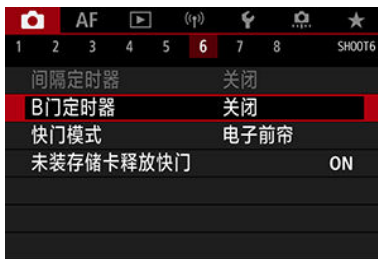 AF
1 2 3 4 5 6 7 8 SHOOT6
间隔定时器 关闭
B门定时器 关闭
快门模式 电子前帘
未装存储卡释放快门 ON